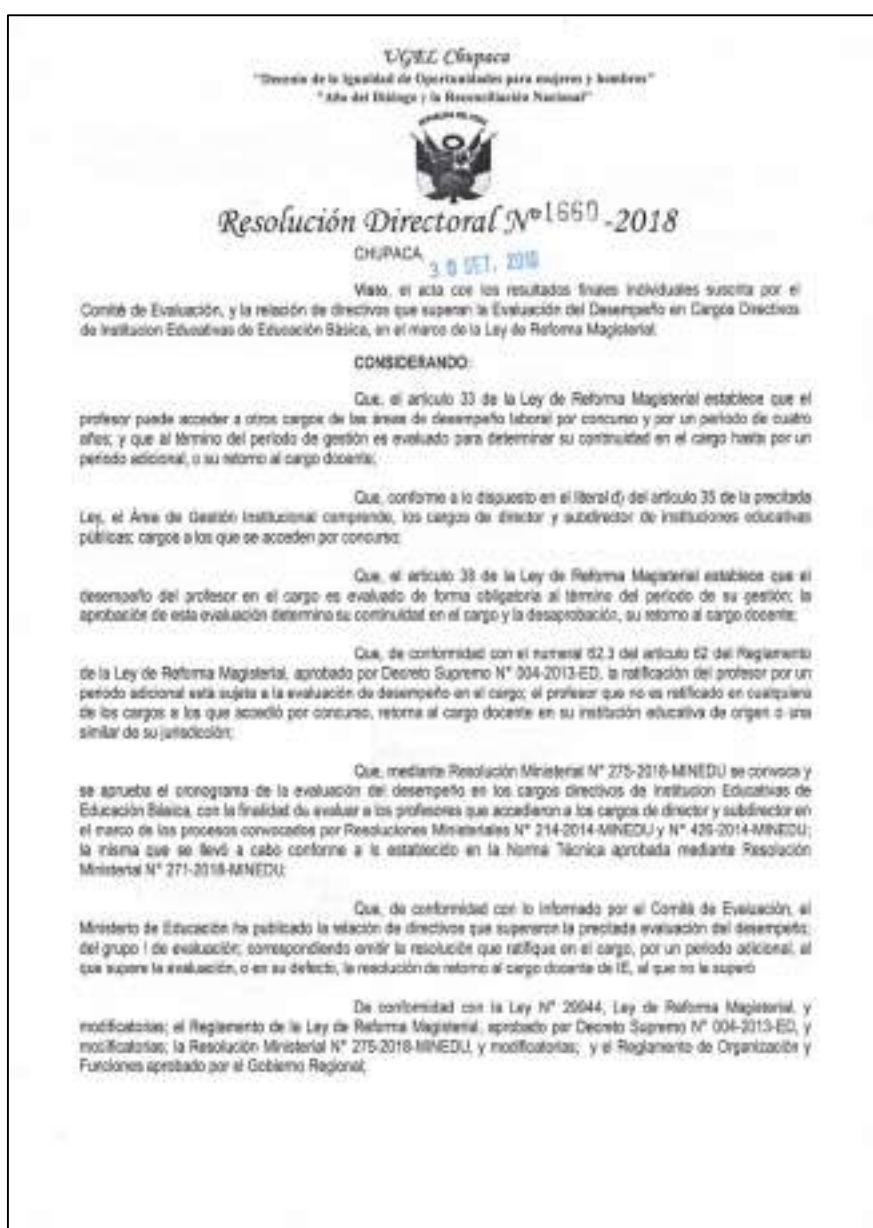 UGEL Chupaca
"Decenio de la Igualdad de Oportunidades para mujeres y hombres"
"Año del Diálogo y la Reconciliación Nacional"
Resolución Directoral N° 1660 -2018
CHUPACA,
30 SET. 2018
Visto, el acta con los resultados finales individuales suscrita por el
Comité de Evaluación, y la relación de directivos que superan la Evaluación del Desempeño en Cargos Directivos
de Institucion Educativas de Educación Básica, en el marco de la Ley de Reforma Magisterial.
CONSIDERANDO:
Que, el artículo 33 de la Ley de Reforma Magisterial establece que el
profesor puede acceder a otros cargos de las áreas de desempeño laboral por concurso y por un periodo de cuatro
años; y que al término del periodo de gestión es evaluado para determinar su continuidad en el cargo hasta por un
periodo adicional, o su retorno al cargo docente;
Que, conforme a lo dispuesto en el literal d) del artículo 35 de la precitada
Ley, el Área de Gestión Institucional comprende, los cargos de director y subdirector de instituciones educativas
públicas; cargos a los que se acceden por concurso;
Que, el artículo 38 de la Ley de Reforma Magisterial establece que el
desempeño del profesor en el cargo es evaluado de forma obligatoria al término del periodo de su gestión; la
aprobación de esta evaluación determina su continuidad en el cargo y la desaprobación, su retorno al cargo docente;
Que, de conformidad con el numeral 62.3 del artículo 62 del Reglamento
de la Ley de Reforma Magisterial, aprobado por Decreto Supremo N° 004-2013-ED, la ratificación del profesor por un
periodo adicional está sujeta a la evaluación de desempeño en el cargo; el profesor que no es ratificado en cualquiera
de los cargos a los que accedió por concurso, retorna al cargo docente en su institución educativa de origen o una
similar de su jurisdicción;
Que, mediante Resolución Ministerial N° 275-2018-MINEDU se convoca y
se aprueba el cronograma de la evaluación del desempeño en los cargos directivos de Institucion Educativas de
Educación Básica, con la finalidad de evaluar a los profesores que accedieron a los cargos de director y subdirector en
el marco de los procesos convocados por Resoluciones Ministeriales N° 214-2014-MINEDU y N° 426-2014-MINEDU;
la misma que se llevó a cabo conforme a lo establecido en la Norma Técnica aprobada mediante Resolución
Ministerial N° 271-2018-MINEDU;
Que, de conformidad con lo informado por el Comité de Evaluación, el
Ministerio de Educación ha publicado la relación de directivos que superaron la precitada evaluación del desempeño;
del grupo I de evaluación; correspondiendo emitir la resolución que ratifique en el cargo, por un periodo adicional, al
que supere la evaluación, o en su defecto, la resolución de retorno al cargo docente de IE, al que no la superó
De conformidad con la Ley N° 29944, Ley de Reforma Magisterial, y
modificatorias; el Reglamento de la Ley de Reforma Magisterial, aprobado por Decreto Supremo N° 004-2013-ED, y
modificatorias; la Resolución Ministerial N° 275-2018-MINEDU, y modificatorias; y el Reglamento de Organización y
Funciones aprobado por el Gobierno Regional;